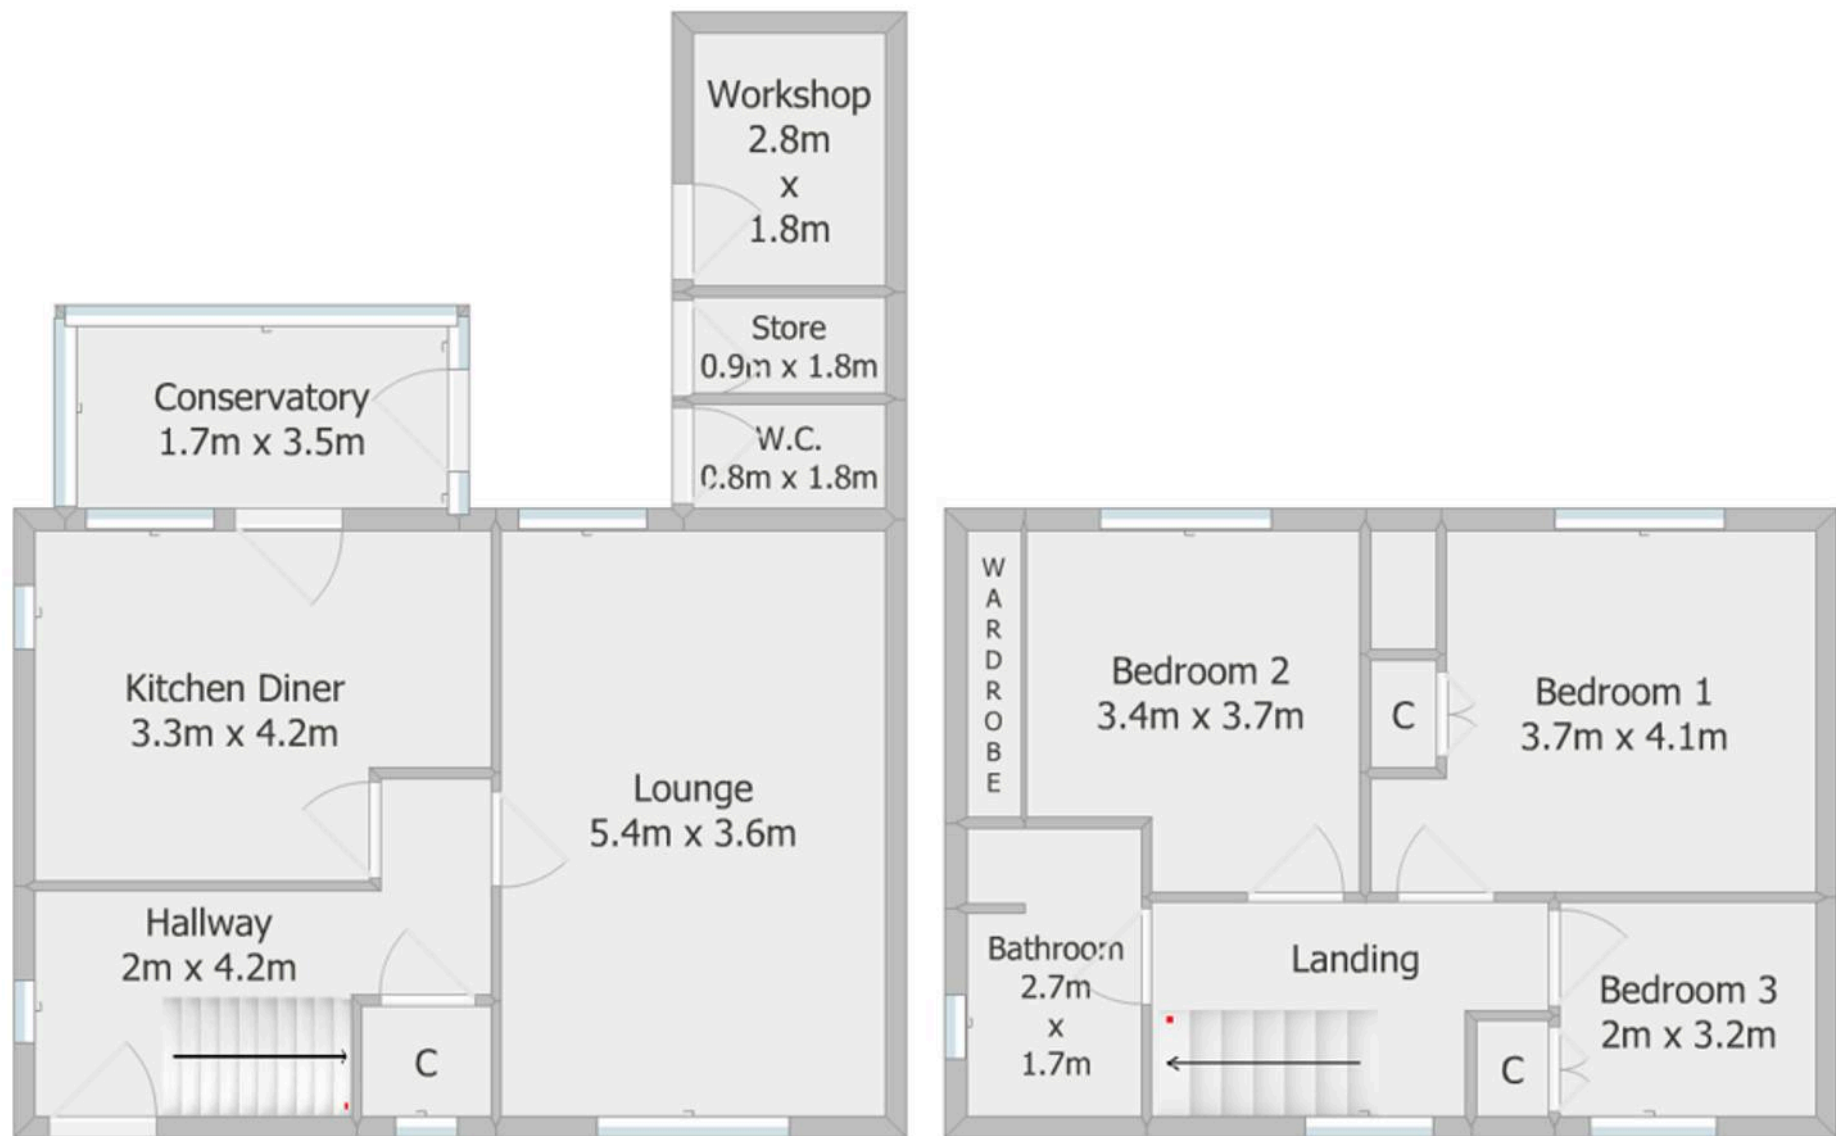 Workshop
2.8m
x
1.8m
Store
0.9m x 1.8m
W.C.
0.8m x 1.8m
Conservatory
1.7m x 3.5m
Kitchen Diner
3.3m x 4.2m
Lounge
5.4m x 3.6m
Hallway
2m x 4.2m
C
W
A
R
D
R
O
B
E
Bedroom 2
3.4m x 3.7m
C
Bedroom 1
3.7m x 4.1m
Bathroom
2.7m
x
1.7m
Landing
Bedroom 3
2m x 3.2m
C